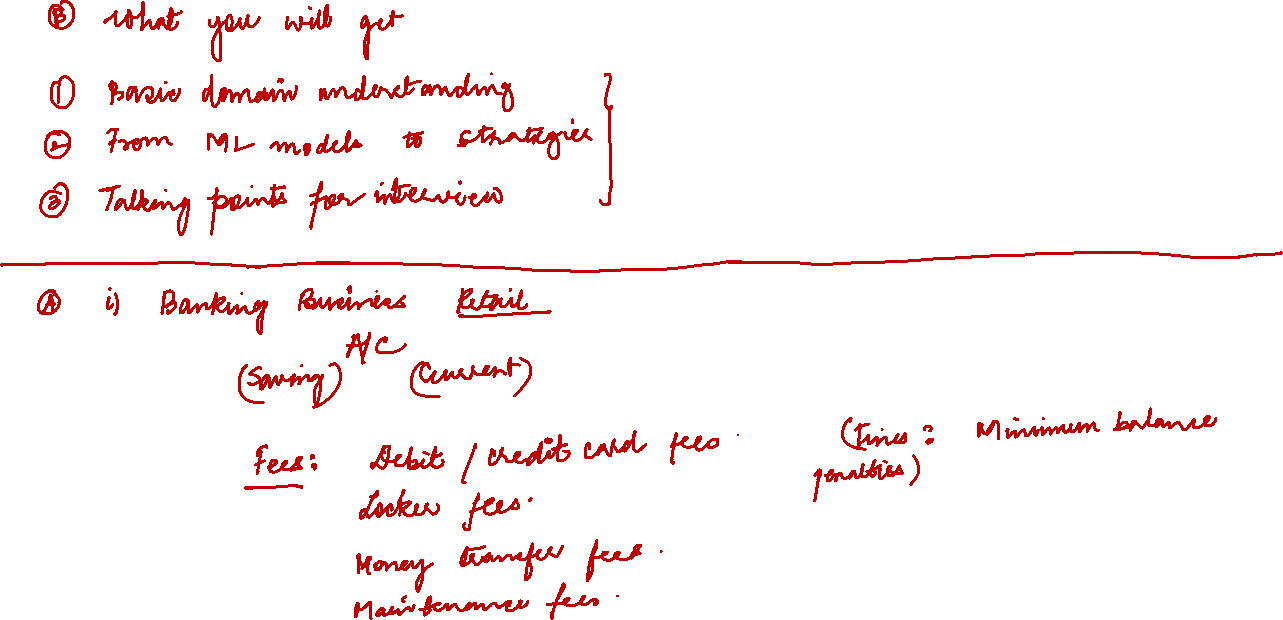 Ⓑ What you will get
① Basic domain understanding
② From ML models to strategies
③ Talking points for interview
Ⓐ i) Banking Business Retail
A/C
(Saving) (Current)
Fees: Debit / credit card fees (Fines: Minimum balance
penalties)
Locker fees.
Money transfer fees.
Maintenance fees.